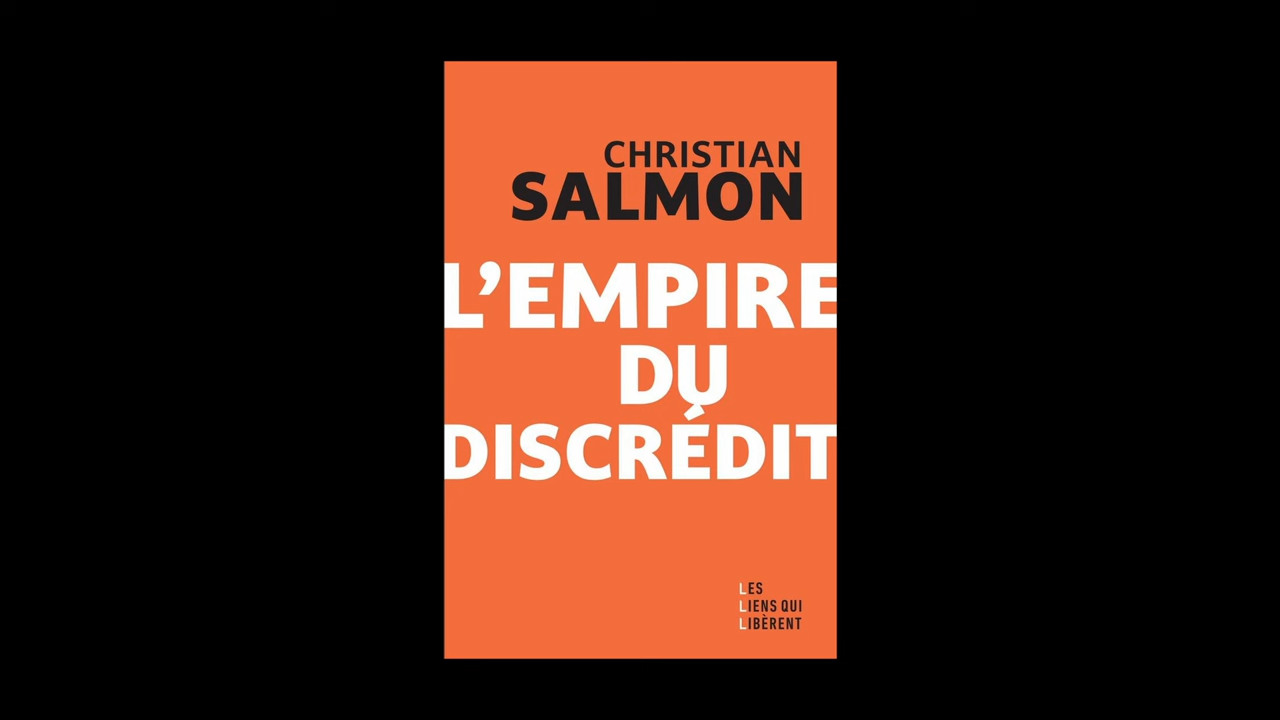 CHRISTIAN
SALMON
L'EMPIRE
DU
DISCRÉDIT
LES
LIENS QUI
LIBÈRENT